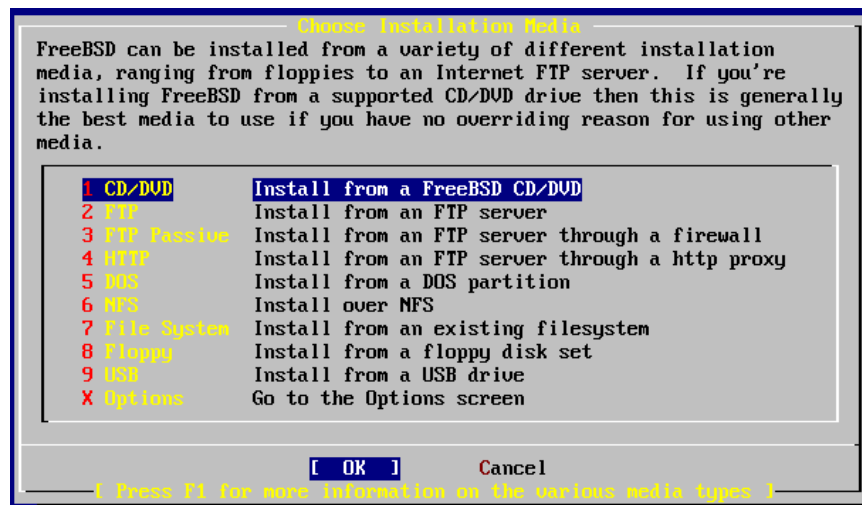 Choose Installation Media
FreeBSD can be installed from a variety of different installation
media, ranging from floppies to an Internet FTP server.  If you're
installing FreeBSD from a supported CD/DVD drive then this is generally
the best media to use if you have no overriding reason for using other
media.
1 CD/DVD Install from a FreeBSD CD/DVD
2 FTP Install from an FTP server
3 FTP Passive Install from an FTP server through a firewall
4 HTTP Install from an FTP server through a http proxy
5 DOS Install from a DOS partition
6 NFS Install over NFS
7 File System Install from an existing filesystem
8 Floppy Install from a floppy disk set
9 USB Install from a USB drive
X Options Go to the Options screen
[ OK ] Cancel
[ Press F1 for more information on the various media types ]